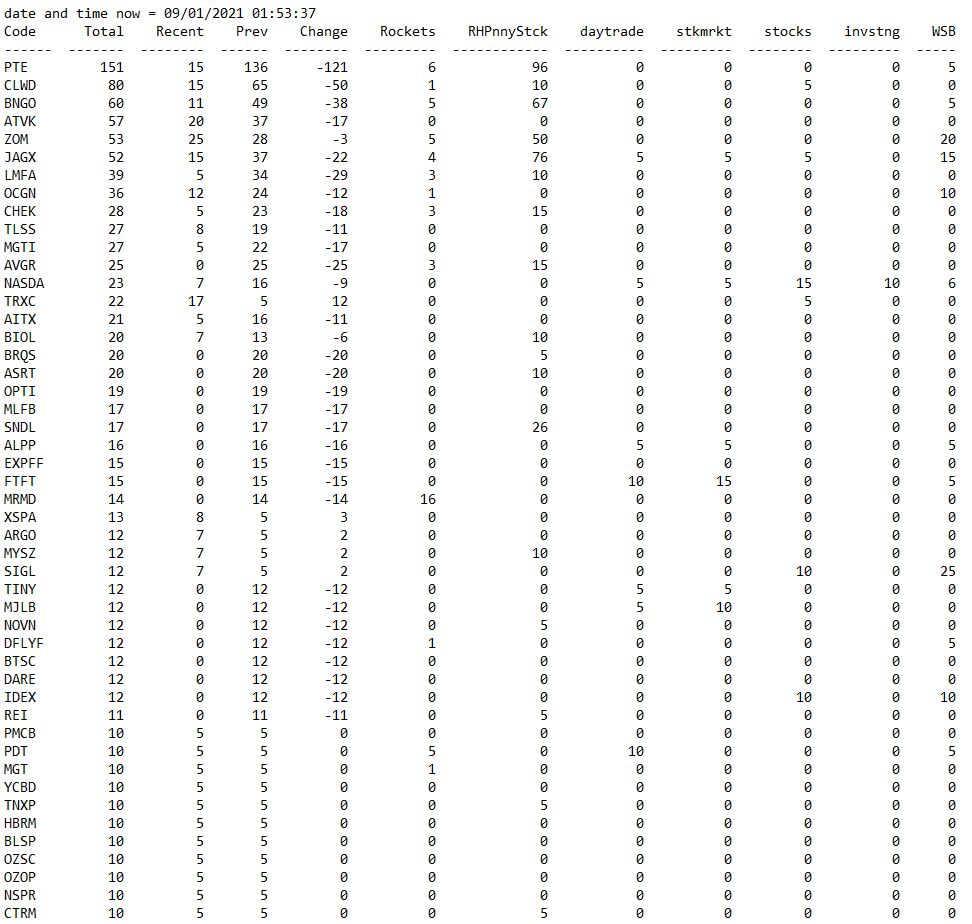 date and time now = 09/01/2021 01:53:37
Code Total Recent Prev Change Rockets RHPnnyStck daytrade stkmrkt stocks invstng WSB
------ ------- -------- ------ -------- --------- ------------ ---------- --------- -------- --------- -----
PTE 151 15 136 -121 6 96 0 0 0 0 5
CLWD 80 15 65 -50 1 10 0 0 5 0 0
BNGO 60 11 49 -38 5 67 0 0 0 0 5
ATVK 57 20 37 -17 0 0 0 0 0 0 0
ZOM 53 25 28 -3 5 50 0 0 0 0 20
JAGX 52 15 37 -22 4 76 5 5 5 0 15
LMFA 39 5 34 -29 3 10 0 0 0 0 0
OCGN 36 12 24 -12 1 0 0 0 0 0 10
CHEK 28 5 23 -18 3 15 0 0 0 0 0
TLSS 27 8 19 -11 0 0 0 0 0 0 0
MGTI 27 5 22 -17 0 0 0 0 0 0 0
AVGR 25 0 25 -25 3 15 0 0 0 0 0
NASDA 23 7 16 -9 0 0 5 5 15 10 6
TRXC 22 17 5 12 0 0 0 0 5 0 0
AITX 21 5 16 -11 0 0 0 0 0 0 0
BIOL 20 7 13 -6 0 10 0 0 0 0 0
BRQS 20 0 20 -20 0 5 0 0 0 0 0
ASRT 20 0 20 -20 0 10 0 0 0 0 0
OPTI 19 0 19 -19 0 0 0 0 0 0 0
MLFB 17 0 17 -17 0 0 0 0 0 0 0
SNDL 17 0 17 -17 0 26 0 0 0 0 0
ALPP 16 0 16 -16 0 0 5 5 0 0 5
EXPFF 15 0 15 -15 0 0 0 0 0 0 0
FTFT 15 0 15 -15 0 0 10 15 0 0 5
MRMD 14 0 14 -14 16 0 0 0 0 0 0
XSPA 13 8 5 3 0 0 0 0 0 0 0
ARGO 12 7 5 2 0 0 0 0 0 0 0
MYSZ 12 7 5 2 0 10 0 0 0 0 0
SIGL 12 7 5 2 0 0 0 0 10 0 25
TINY 12 0 12 -12 0 0 5 5 0 0 0
MJLB 12 0 12 -12 0 0 5 10 0 0 0
NOVN 12 0 12 -12 0 5 0 0 0 0 0
DFLYF 12 0 12 -12 1 0 0 0 0 0 5
BTSC 12 0 12 -12 0 0 0 0 0 0 0
DARE 12 0 12 -12 0 0 0 0 0 0 0
IDEX 12 0 12 -12 0 0 0 0 10 0 10
REI 11 0 11 -11 0 5 0 0 0 0 0
PMCB 10 5 5 0 0 0 0 0 0 0 0
PDT 10 5 5 0 5 0 10 0 0 0 5
MGT 10 5 5 0 1 0 0 0 0 0 0
YCBD 10 5 5 0 0 0 0 0 0 0 0
TNXP 10 5 5 0 0 5 0 0 0 0 0
HBRM 10 5 5 0 0 0 0 0 0 0 0
BLSP 10 5 5 0 0 0 0 0 0 0 0
OZSC 10 5 5 0 0 0 0 0 0 0 0
OZOP 10 5 5 0 0 0 0 0 0 0 0
NSPR 10 5 5 0 0 0 0 0 0 0 0
CTRM 10 5 5 0 0 5 0 0 0 0 0